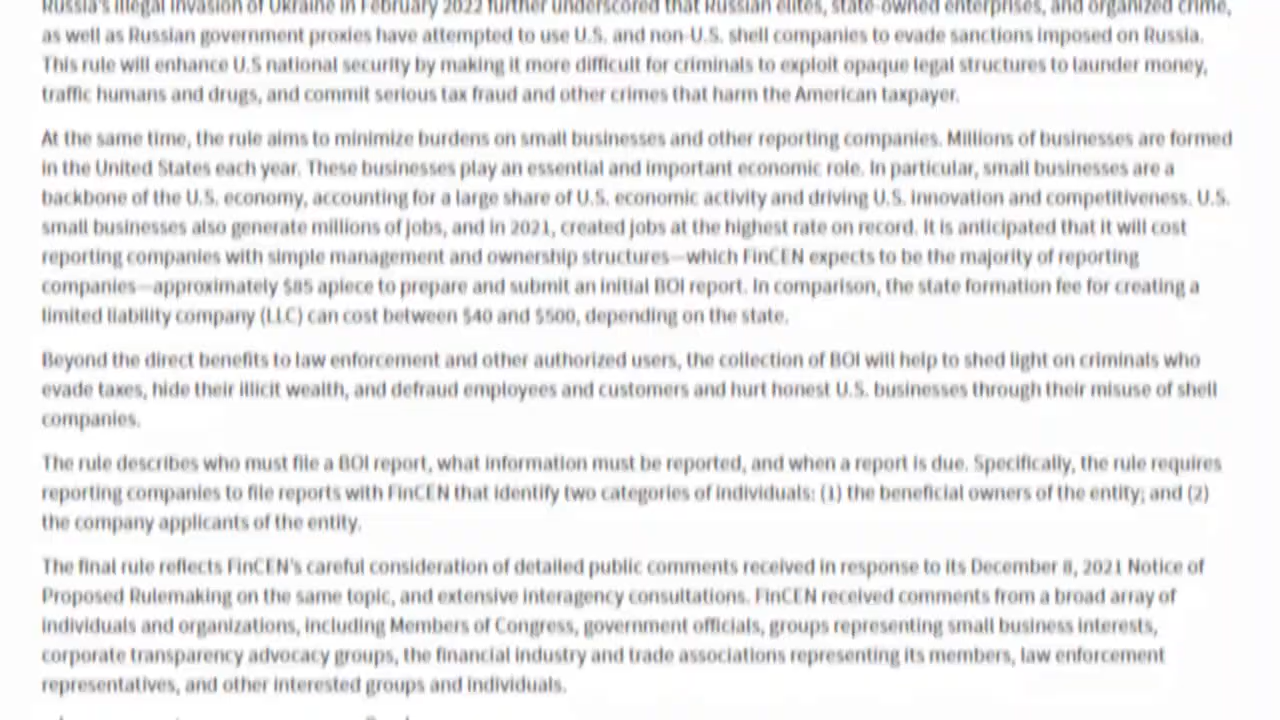 Russia's illegal invasion of Ukraine in February 2022 further underscored that Russian elites, state-owned enterprises, and organized crime,
as well as Russian government proxies have attempted to use U.S. and non-U.S. shell companies to evade sanctions imposed on Russia.
This rule will enhance U.S national security by making it more difficult for criminals to exploit opaque legal structures to launder money,
traffic humans and drugs, and commit serious tax fraud and other crimes that harm the American taxpayer.
At the same time, the rule aims to minimize burdens on small businesses and other reporting companies. Millions of businesses are formed
in the United States each year. These businesses play an essential and important economic role. In particular, small businesses are a
backbone of the U.S. economy, accounting for a large share of U.S. economic activity and driving U.S. innovation and competitiveness. U.S.
small businesses also generate millions of jobs, and in 2021, created jobs at the highest rate on record. It is anticipated that it will cost
reporting companies with simple management and ownership structures—which FinCEN expects to be the majority of reporting
companies—approximately $85 apiece to prepare and submit an initial BOI report. In comparison, the state formation fee for creating a
limited liability company (LLC) can cost between $40 and $500, depending on the state.
Beyond the direct benefits to law enforcement and other authorized users, the collection of BOI will help to shed light on criminals who
evade taxes, hide their illicit wealth, and defraud employees and customers and hurt honest U.S. businesses through their misuse of shell
companies.
The rule describes who must file a BOI report, what information must be reported, and when a report is due. Specifically, the rule requires
reporting companies to file reports with FinCEN that identify two categories of individuals: (1) the beneficial owners of the entity; and (2)
the company applicants of the entity.
The final rule reflects FinCEN's careful consideration of detailed public comments received in response to its December 8, 2021 Notice of
Proposed Rulemaking on the same topic, and extensive interagency consultations. FinCEN received comments from a broad array of
individuals and organizations, including Members of Congress, government officials, groups representing small business interests,
corporate transparency advocacy groups, the financial industry and trade associations representing its members, law enforcement
representatives, and other interested groups and individuals.